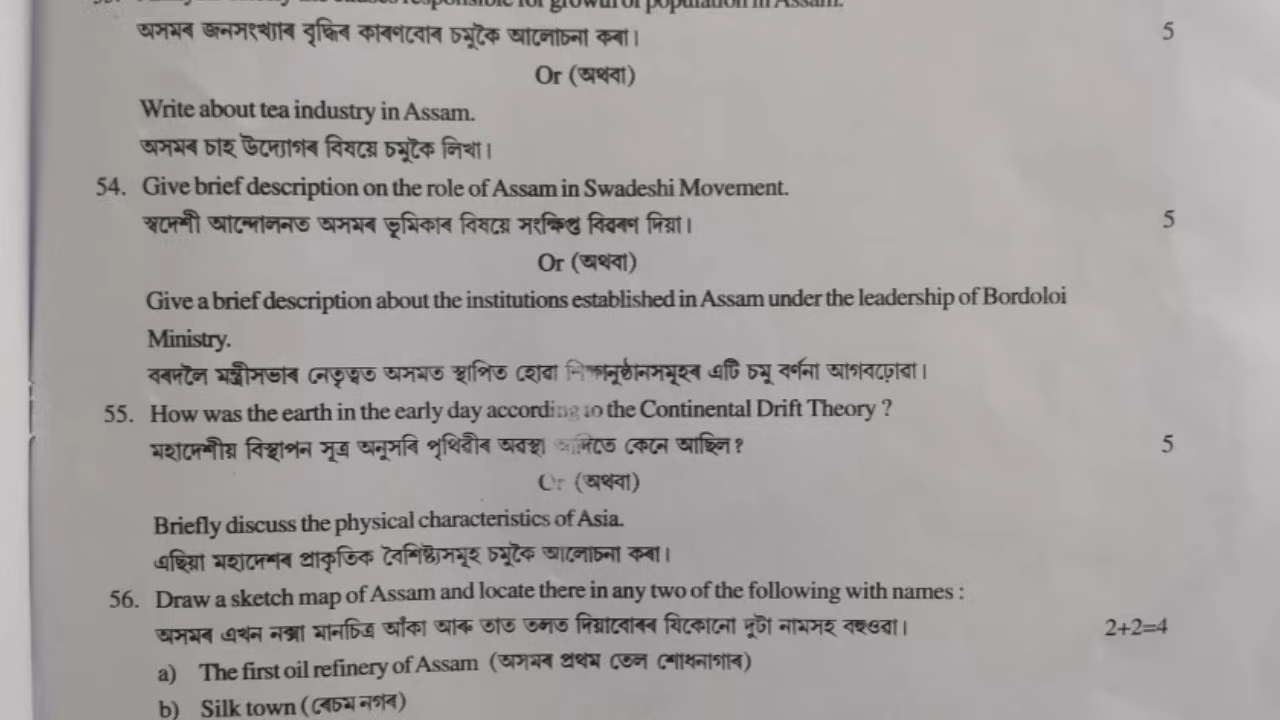 responsible for growth of population in Assam.
অসমৰ জনসংখ্যাৰ বৃদ্ধিৰ কাৰণবোৰ চমুকৈ আলোচনা কৰা। 5
Or (অথবা)
Write about tea industry in Assam.
অসমৰ চাহ উদ্যোগৰ বিষয়ে চমুকৈ লিখা।
54. Give brief description on the role of Assam in Swadeshi Movement.
স্বদেশী আন্দোলনত অসমৰ ভূমিকাৰ বিষয়ে সংক্ষিপ্ত বিৱৰণ দিয়া। 5
Or (অথবা)
Give a brief description about the institutions established in Assam under the leadership of Bordoloi
Ministry.
বৰদলৈ মন্ত্ৰীসভাৰ নেতৃত্বত অসমত স্থাপিত হোৱা শিক্ষানুষ্ঠানসমূহৰ এটি চমু বৰ্ণনা আগবঢ়োৱা।
55. How was the earth in the early day according to the Continental Drift Theory ?
মহাদেশীয় বিস্থাপন সূত্ৰ অনুসৰি পৃথিৱীৰ অৱস্থা আদিতে কেনে আছিল? 5
Or (অথবা)
Briefly discuss the physical characteristics of Asia.
এছিয়া মহাদেশৰ প্ৰাকৃতিক বৈশিষ্ট্যসমূহ চমুকৈ আলোচনা কৰা।
56. Draw a sketch map of Assam and locate there in any two of the following with names :
অসমৰ এখন নক্সা মানচিত্ৰ আঁকা আৰু তাত তলত দিয়াবোৰৰ যিকোনো দুটা নামসহ বহুওৱা। 2+2=4
a) The first oil refinery of Assam (অসমৰ প্ৰথম তেল শোধনাগাৰ)
b) Silk town (ৰেচম নগৰ)